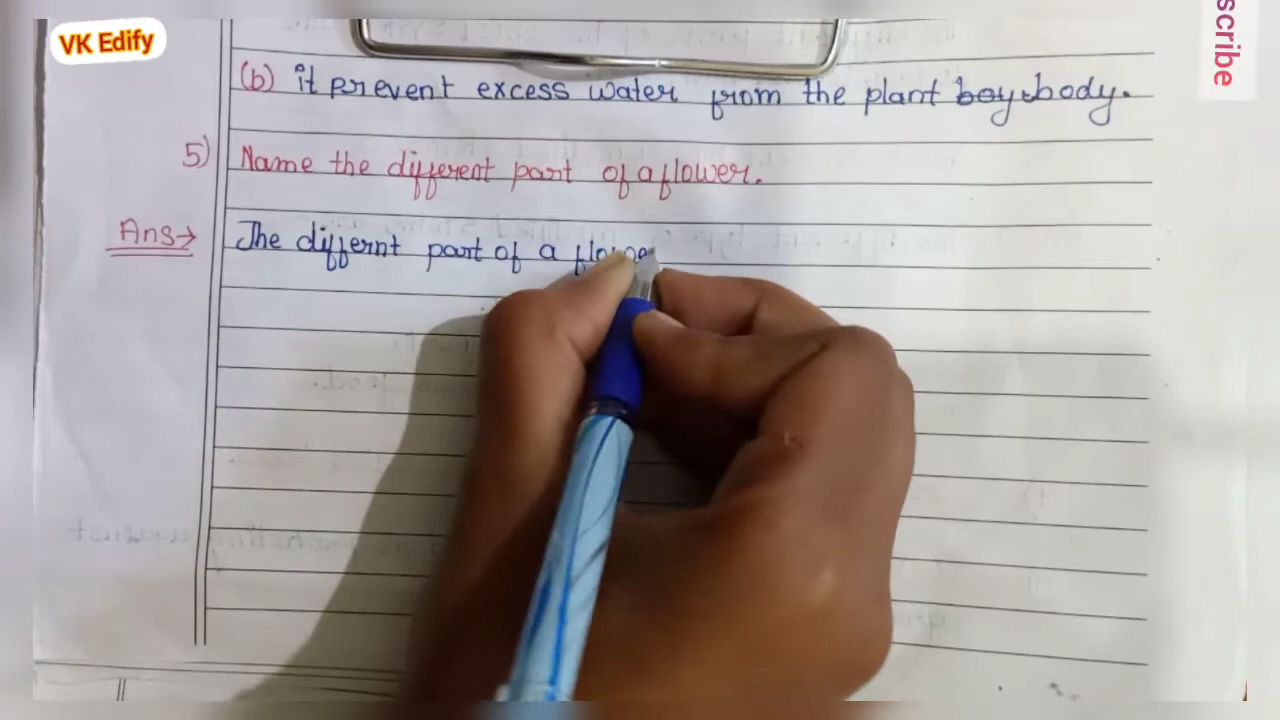 VK Edify
scribe
(b) it prevent excess water from the plant boy body.
5) Name the different part of a flower.
Ans→ The differnt part of a flowe